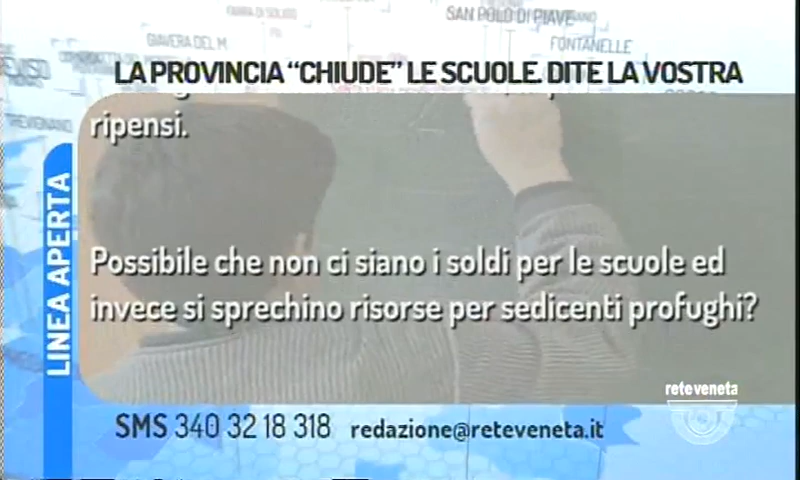 SAN POLO DI PIAVE
GIAVERA DEL M
FONTANELLE
LA PROVINCIA “CHIUDE” LE SCUOLE. DITE LA VOSTRA
ripensi.
LINEA APERTA
Possibile che non ci siano i soldi per le scuole ed
invece si sprechino risorse per sedicenti profughi?
reteveneta
SMS 340 32 18 318 redazione@reteveneta.it